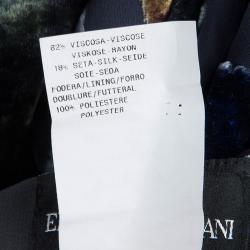 82% VISCOSA-VISCOSE
VISKOSE-RAYON
18% SETA-SILK-SEIDE
SOIE-SEDA
FODERA/LINING/FORRO
DOUBLURE/FUTTERAL
100% POLIESTERE
POLYESTER